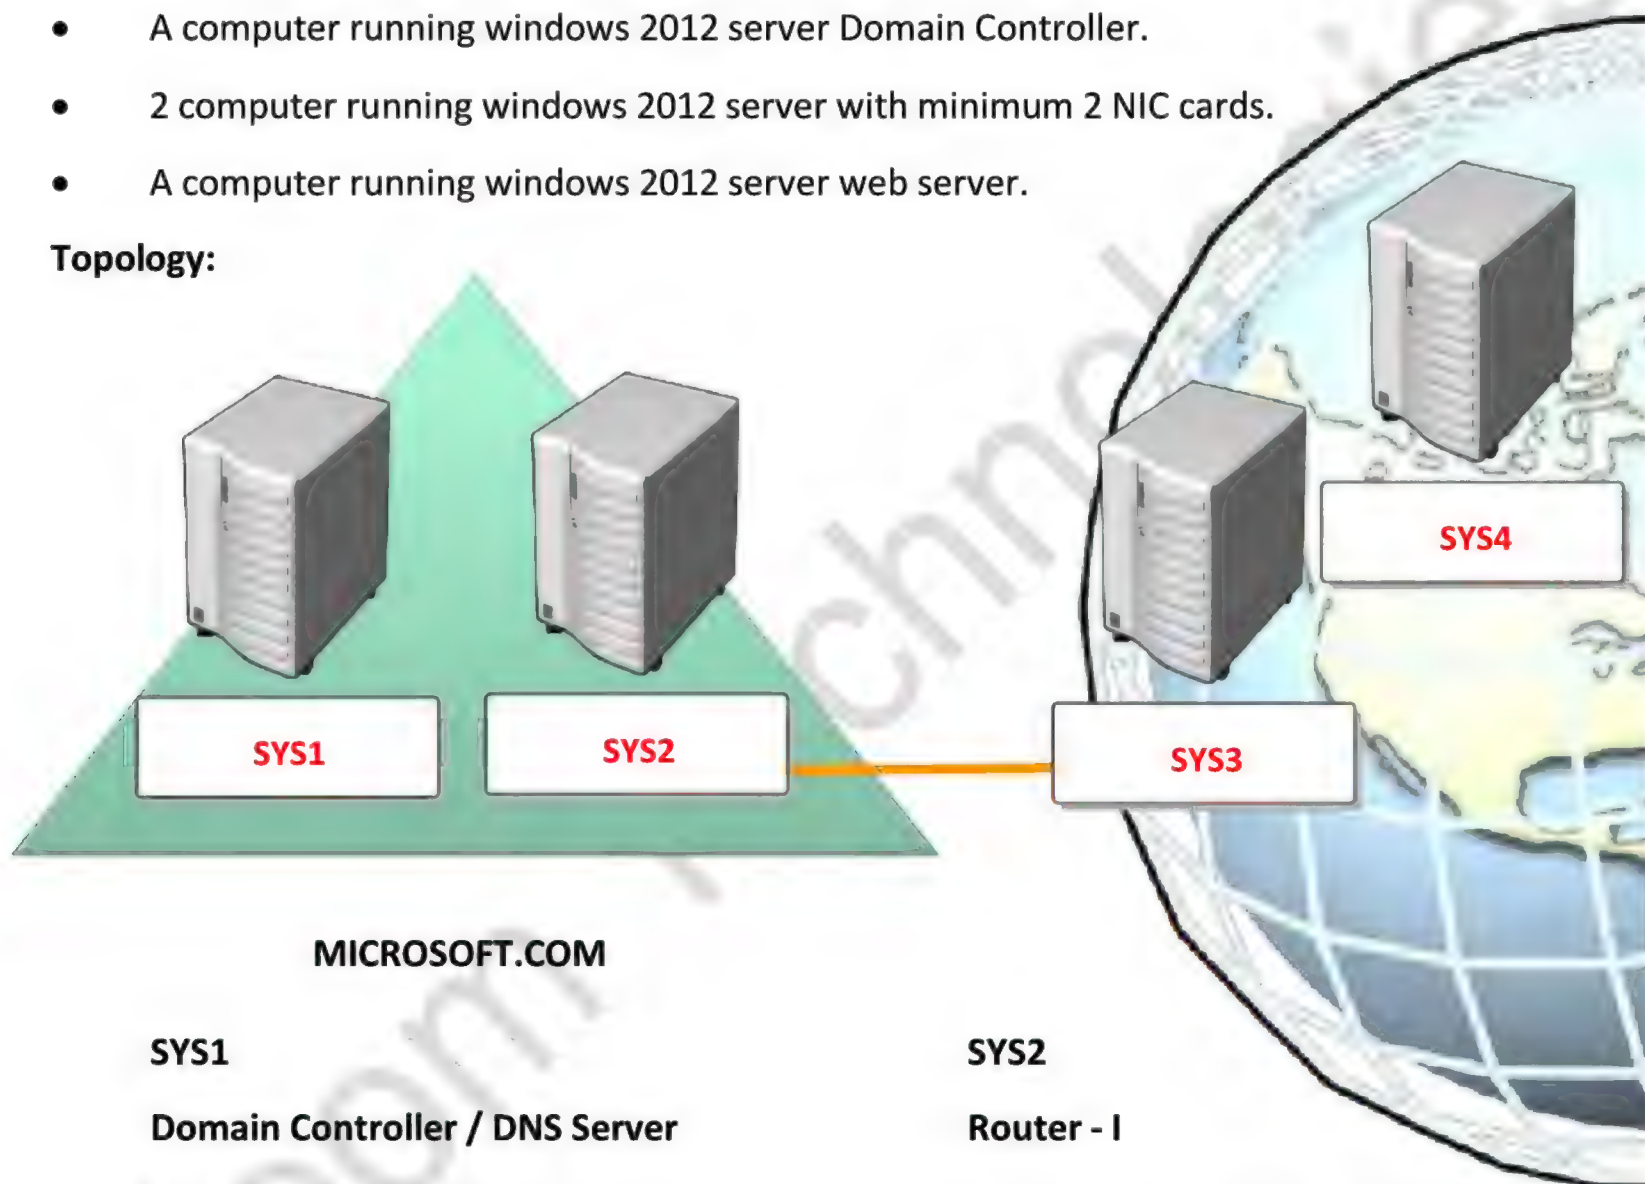 • A computer running windows 2012 server Domain Controller.
• 2 computer running windows 2012 server with minimum 2 NIC cards.
• A computer running windows 2012 server web server.
Topology:
SYS4
SYS1 SYS2 SYS3
MICROSOFT.COM
SYS1 SYS2
Domain Controller / DNS Server Router - I